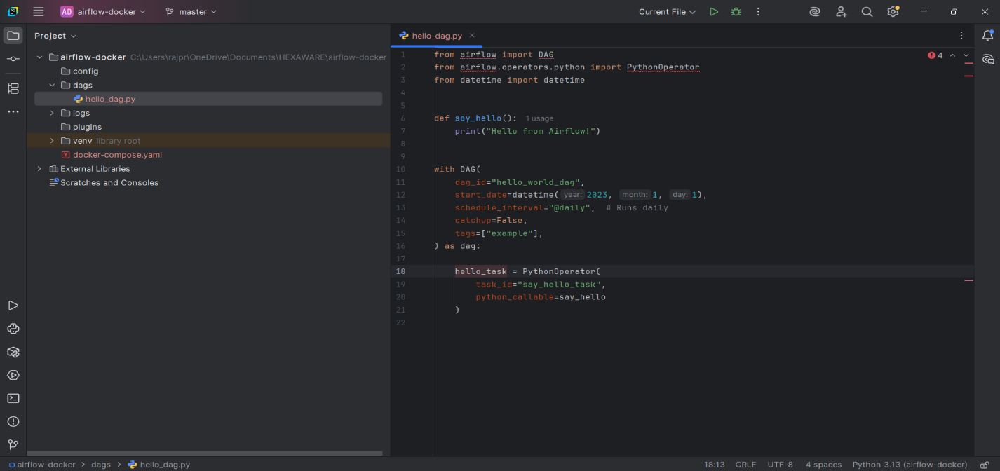 AD airflow-docker master Current File
Project
airflow-docker C:\Users\rajpr\OneDrive\Documents\HEXAWARE\airflow-docker
config
dags
hello_dag.py
logs
plugins
venv library root
docker-compose.yaml
External Libraries
Scratches and Consoles
hello_dag.py
4
1 from airflow import DAG
2 from airflow.operators.python import PythonOperator
3 from datetime import datetime
4
5
6 def say_hello(): 1 usage
7     print("Hello from Airflow!")
8
9
10 with DAG(
11     dag_id="hello_world_dag",
12     start_date=datetime( year: 2023, month: 1, day: 1),
13     schedule_interval="@daily",  # Runs daily
14     catchup=False,
15     tags=["example"],
16 ) as dag:
17
18     hello_task = PythonOperator(
19         task_id="say_hello_task",
20         python_callable=say_hello
21     )
22
airflow-docker > dags > hello_dag.py 18:13 CRLF UTF-8 4 spaces Python 3.13 (airflow-docker)